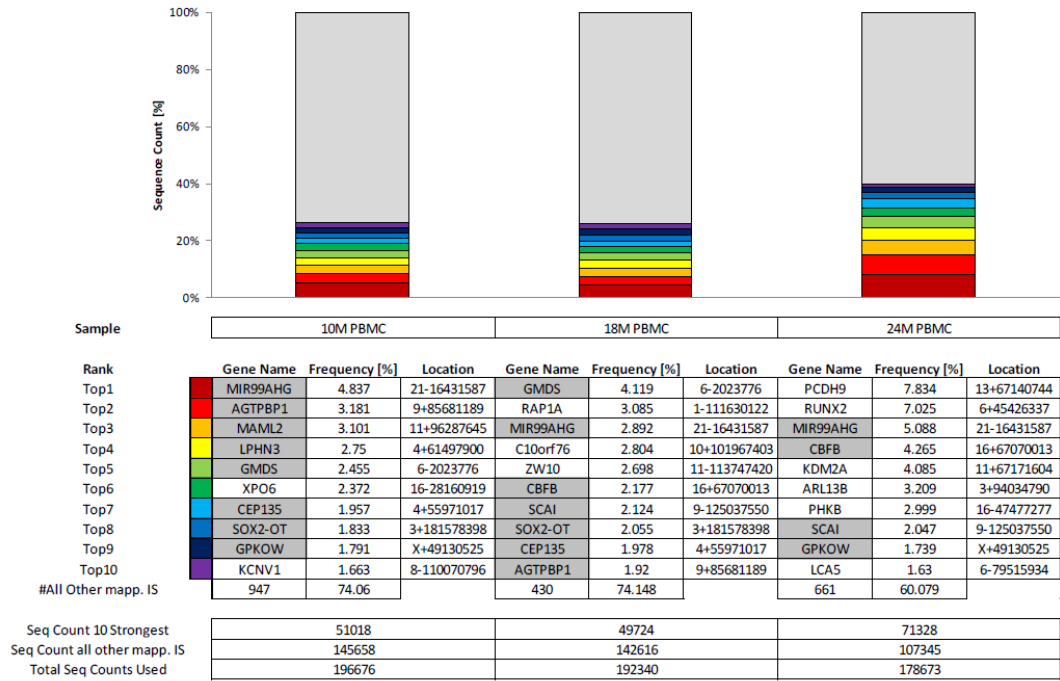 100%
80%
60%
40%
20%
0%
Sequence Count [%]
Sample 10M PBMC 18M PBMC 24M PBMC
Rank Gene Name Frequency [%] Location Gene Name Frequency [%] Location Gene Name Frequency [%] Location
Top1 MIR99AHG 4.837 21-16431587 GMDS 4.119 6-2023776 PCDH9 7.834 13+67140744
Top2 AGTPBP1 3.181 9+85681189 RAP1A 3.085 1-111630122 RUNX2 7.025 6+45426337
Top3 MAML2 3.101 11+96287645 MIR99AHG 2.892 21-16431587 MIR99AHG 5.088 21-16431587
Top4 LPHN3 2.75 4+61497900 C10orf76 2.804 10+101967403 CBFB 4.265 16+67070013
Top5 GMDS 2.455 6-2023776 ZW10 2.698 11-113747420 KDM2A 4.085 11+67171604
Top6 XPO6 2.372 16-28160919 CBFB 2.177 16+67070013 ARL13B 3.209 3+94034790
Top7 CEP135 1.957 4+55971017 SCAI 2.124 9-125037550 PHKB 2.999 16-47477277
Top8 SOX2-OT 1.833 3+181578398 SOX2-OT 2.055 3+181578398 SCAI 2.047 9-125037550
Top9 GPKOW 1.791 X+49130525 CEP135 1.978 4+55971017 GPKOW 1.739 X+49130525
Top10 KCNV1 1.663 8-110070796 AGTPBP1 1.92 9+85681189 LCA5 1.63 6-79515934
#All Other mapp. IS 947 74.06 430 74.148 661 60.079
Seq Count 10 Strongest 51018 49724 71328
Seq Count all other mapp. IS 145658 142616 107345
Total Seq Counts Used 196676 192340 178673